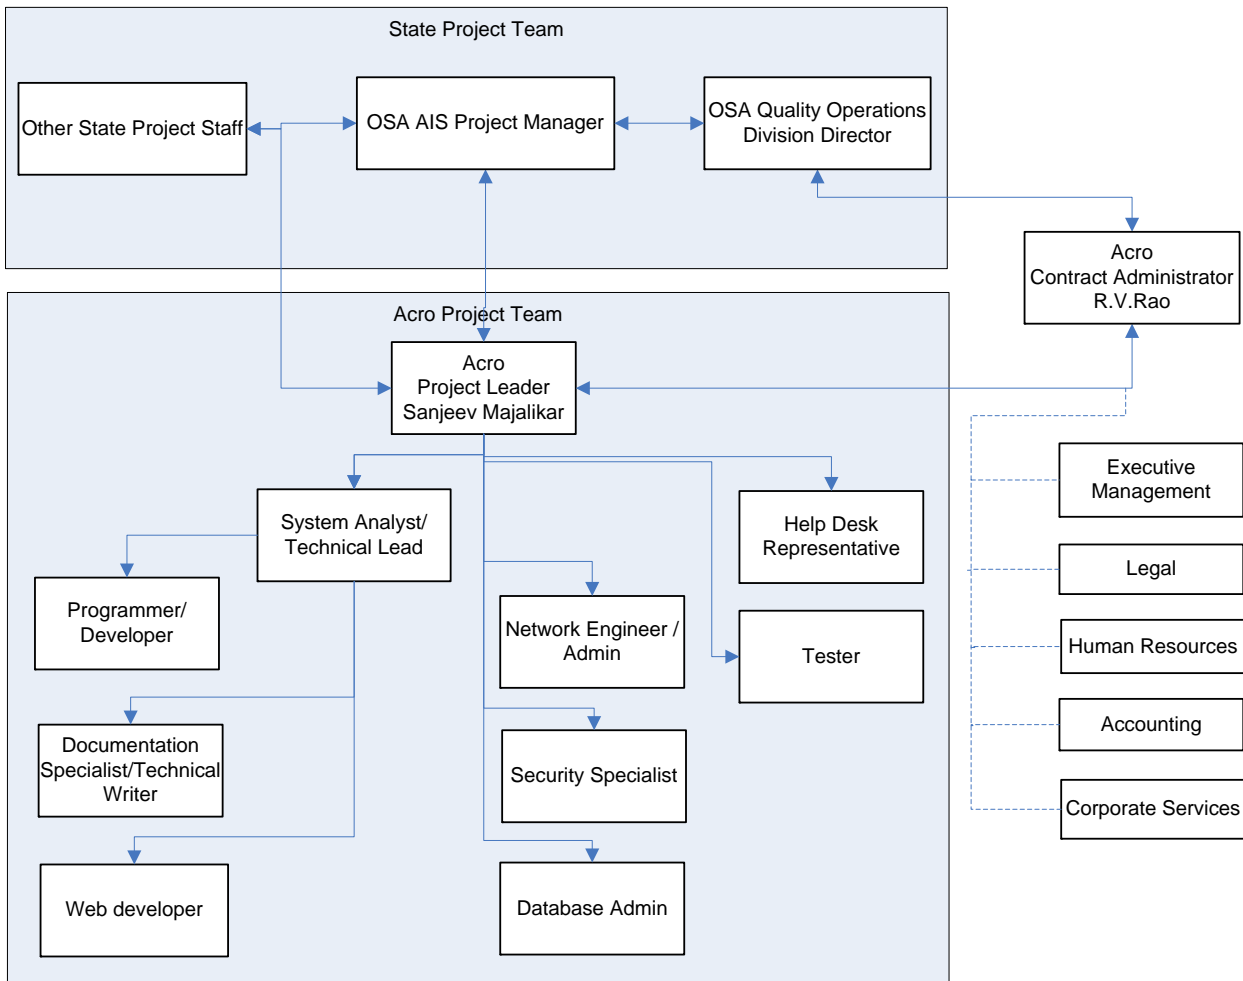 State Project Team
Other State Project Staff
OSA AIS Project Manager
OSA Quality Operations
Division Director
Acro
Contract Administrator
R.V.Rao
Acro Project Team
Acro
Project Leader
Sanjeev Majalikar
System Analyst/
Technical Lead
Help Desk
Representative
Executive
Management
Legal
Programmer/
Developer
Network Engineer /
Admin
Tester
Human Resources
Documentation
Specialist/Technical
Writer
Security Specialist
Accounting
Corporate Services
Web developer
Database Admin